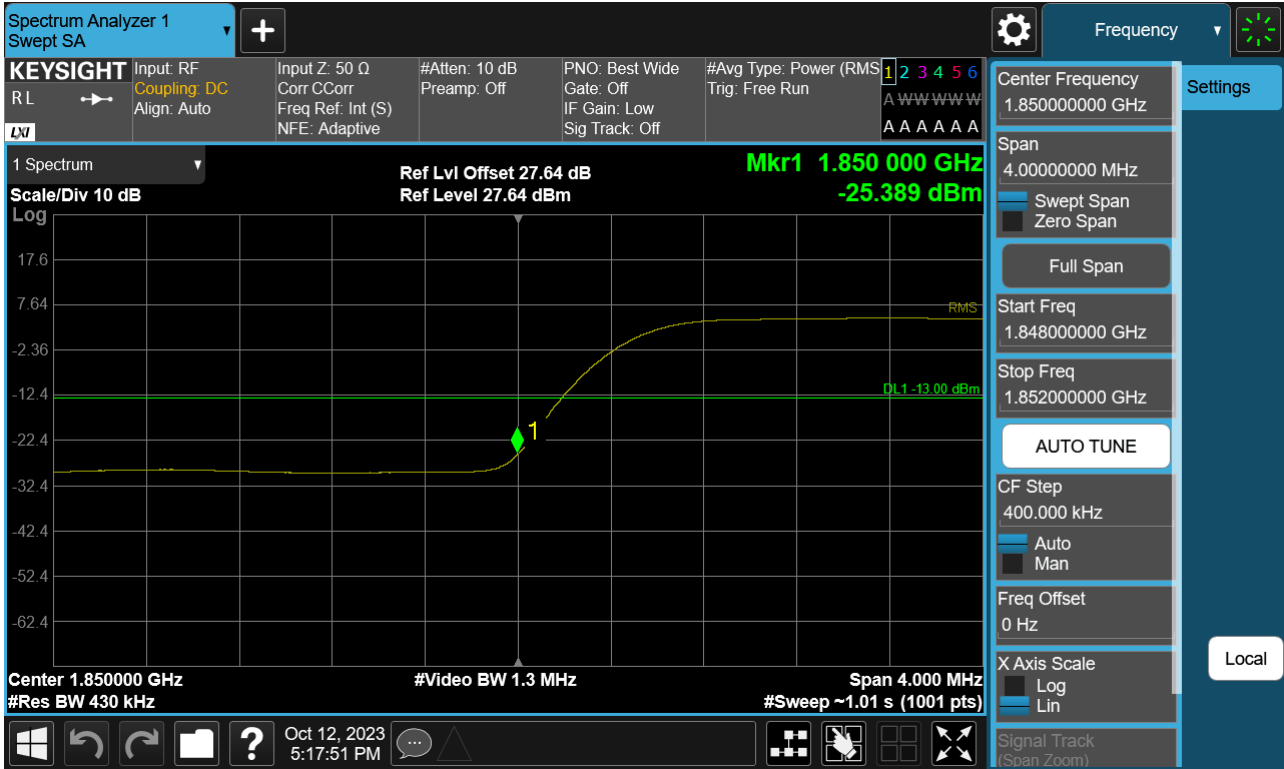 Spectrum Analyzer 1
Swept SA
Frequency
KEYSIGHT
R L
LXI
Input: RF
Coupling: DC
Align: Auto
Input Z: 50 Ω
Corr CCorr
Freq Ref: Int (S)
NFE: Adaptive
#Atten: 10 dB
Preamp: Off
PNO: Best Wide
Gate: Off
IF Gain: Low
Sig Track: Off
#Avg Type: Power (RMS
Trig: Free Run
1 2 3 4 5 6
A W W W W W
A A A A A A
1 Spectrum
Scale/Div 10 dB
Log
Ref Lvl Offset 27.64 dB
Ref Level 27.64 dBm
Mkr1 1.850 000 GHz
-25.389 dBm
17.6
7.64
-2.36
-12.4
-22.4
-32.4
-42.4
-52.4
-62.4
RMS
DL1 -13.00 dBm
1
Center 1.85000 GHz
#Res BW 430 kHz
#Video BW 1.3 MHz
Span 4.000 MHz
#Sweep ~1.01 s (1001 pts)
Center Frequency
1.850000000 GHz
Span
4.00000000 MHz
Swept Span
Zero Span
Full Span
Start Freq
1.848000000 GHz
Stop Freq
1.852000000 GHz
AUTO TUNE
CF Step
400.000 kHz
Auto
Man
Freq Offset
0 Hz
X Axis Scale
Log
Lin
Signal Track
(Span Zoom)
Settings
Local
?
Oct 12, 2023
5:17:51 PM